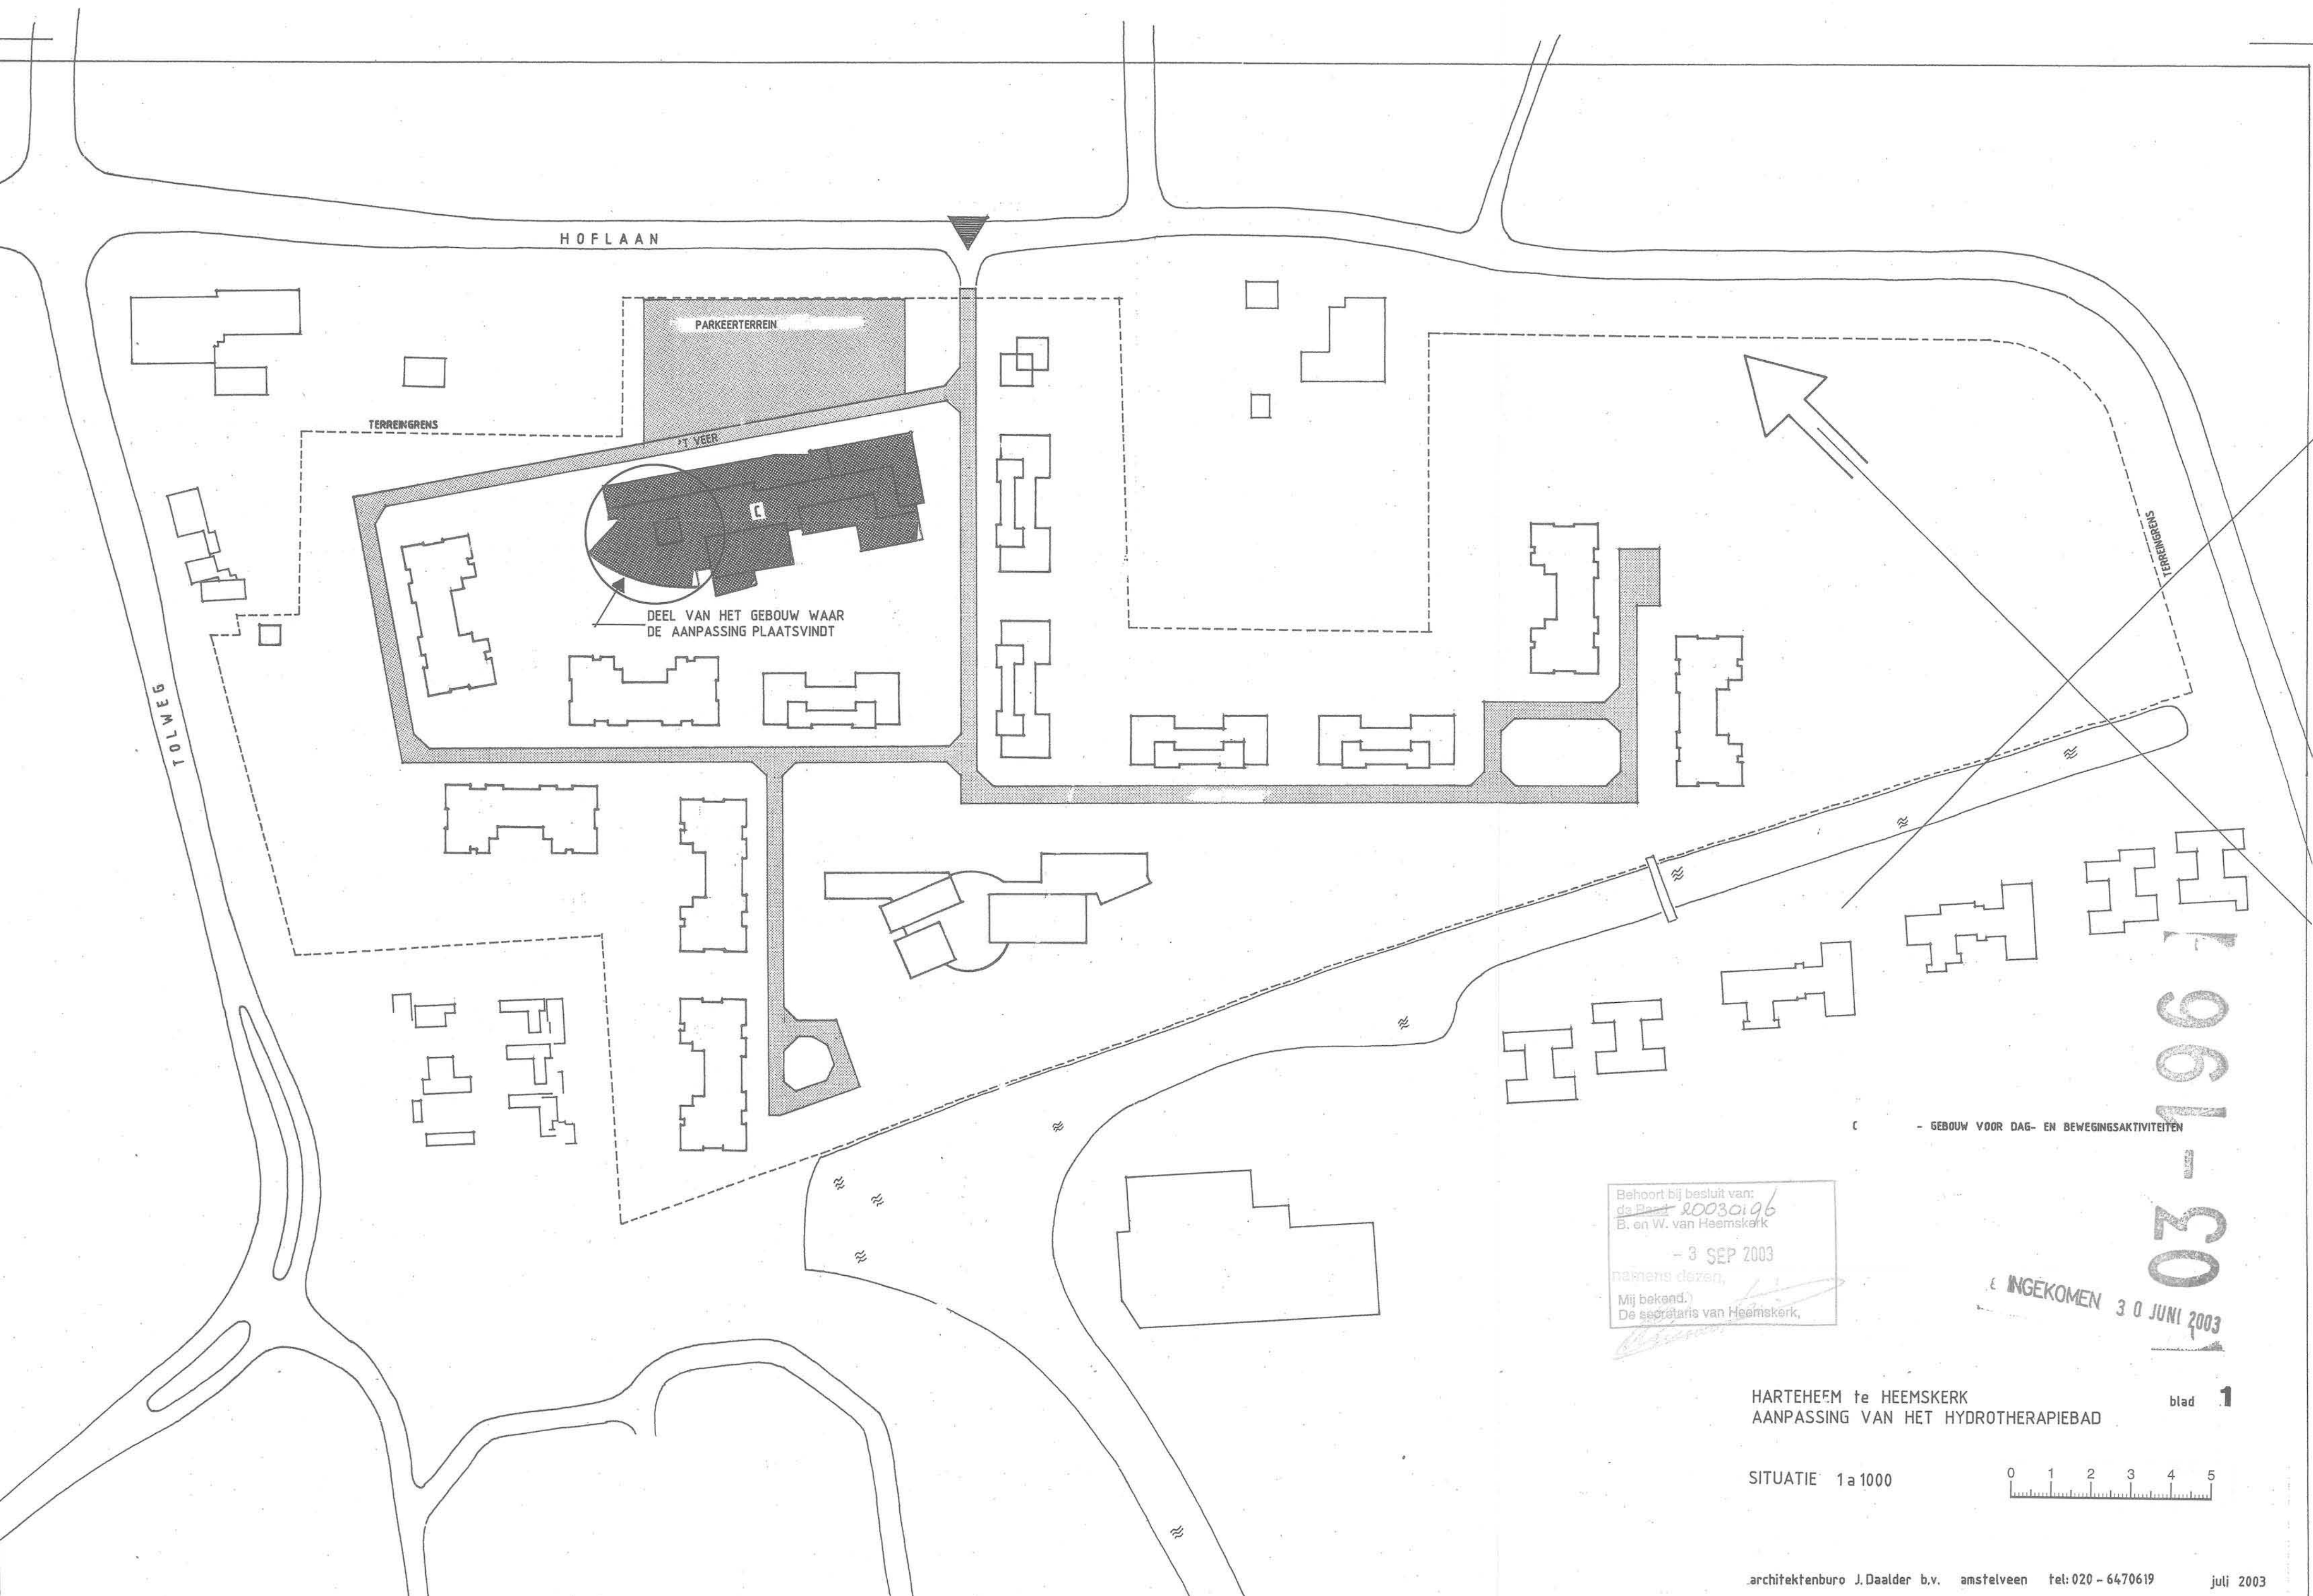 HOFLAAN
PARKEERTERREIN
TERREINGRENS
'T VEER
C
DEEL VAN HET GEBOUW WAAR
DE AANPASSING PLAATSVINDT
TERREINGRENS
TOLWEG
C - GEBOUW VOOR DAG- EN BEWEGINGSAKTIVITEITEN
03-196
Behoort bij besluit van:
de Raad 20030196
B. en W. van Heemskerk
- 3 SEP 2003
namens dezen,
Mij bekend.
De secretaris van Heemskerk,
INGEKOMEN 30 JUNI 2003
HARTEHEEM te HEEMSKERK blad 1
AANPASSING VAN HET HYDROTHERAPIEBAD
SITUATIE 1 a 1000
0 1 2 3 4 5
architektenburo J.Daalder b.v. amstelveen tel: 020 - 6470619 juli 2003